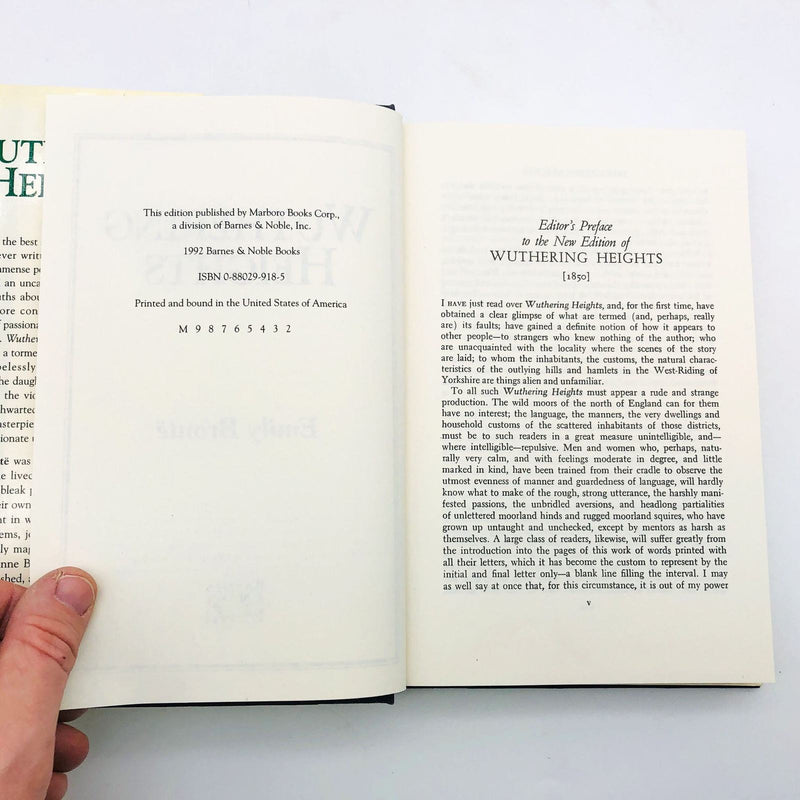 the best
This edition published by Marboro Books Corp.,
a division of Barnes & Noble, Inc.
1992 Barnes & Noble Books
ISBN 0-88029-918-5
Printed and bound in the United States of America
M 9 8 7 6 5 4 3 2
Editor's Preface
to the New Edition of
WUTHERING HEIGHTS
[1850]
I HAVE just read over Wuthering Heights, and, for the first time, have
obtained a clear glimpse of what are termed (and, perhaps, really
are) its faults; have gained a definite notion of how it appears to
other people—to strangers who knew nothing of the author; who
are unacquainted with the locality where the scenes of the story
are laid; to whom the inhabitants, the customs, the natural charac-
teristics of the outlying hills and hamlets in the West-Riding of
Yorkshire are things alien and unfamiliar.
To all such Wuthering Heights must appear a rude and strange
production. The wild moors of the north of England can for them
have no interest; the language, the manners, the very dwellings and
household customs of the scattered inhabitants of those districts,
must be to such readers in a great measure unintelligible, and—
where intelligible—repulsive. Men and women who, perhaps, natu-
rally very calm, and with feelings moderate in degree, and little
marked in kind, have been trained from their cradle to observe the
utmost evenness of manner and guardedness of language, will hardly
know what to make of the rough, strong utterance, the harshly mani-
fested passions, the unbridled aversions, and headlong partialities
of unlettered moorland hinds and rugged moorland squires, who have
grown up untaught and unchecked, except by mentors as harsh as
themselves. A large class of readers, likewise, will suffer greatly from
the introduction into the pages of this work of words printed with
all their letters, which it has become the custom to represent by the
initial and final letter only—a blank line filling the interval. I may
as well say at once that, for this circumstance, it is out of my power
v